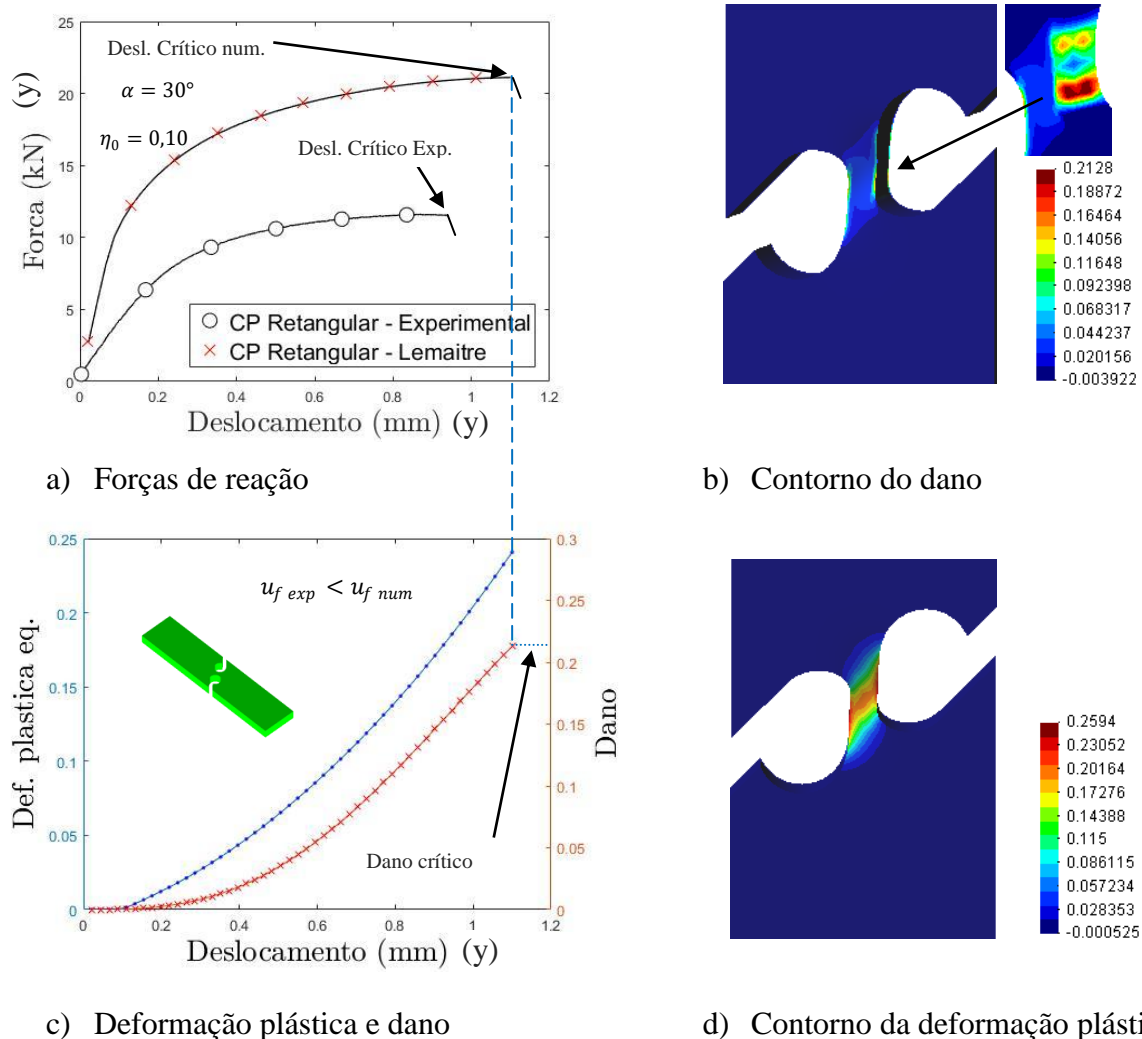 25
20
15
10
5
0
Forca (kN) (y)
Desl. Crítico num.
α = 30°
η₀ = 0,10
Desl. Crítico Exp.
CP Retangular - Experimental
CP Retangular - Lemaitre
0 0.2 0.4 0.6 0.8 1 1.2
Deslocamento (mm) (y)
a) Forças de reação
0.2128
0.18872
0.16464
0.14056
0.11648
0.092398
0.068317
0.044237
0.020156
-0.003922
b) Contorno do dano
0.25
0.2
0.15
0.1
0.05
0
Def. plastica eq.
u_f exp < u_f num
Dano crítico
0.3
0.25
0.2
0.15
0.1
0.05
0
Dano
0 0.2 0.4 0.6 0.8 1 1.2
Deslocamento (mm) (y)
c) Deformação plástica e dano
0.2594
0.23052
0.20164
0.17276
0.14388
0.115
0.086115
0.057234
0.028353
-0.000525
d) Contorno da deformação plásti